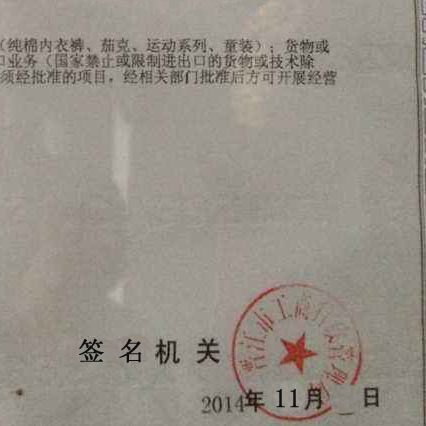 （纯棉内衣裤、茄克、运动系列、童装）；货物或
口业务（国家禁止或限制进出口的货物或技术除
须经批准的项目，经相关部门批准后方可开展经营
晋江市工商行政管理局
签名机关
2014年11月_日